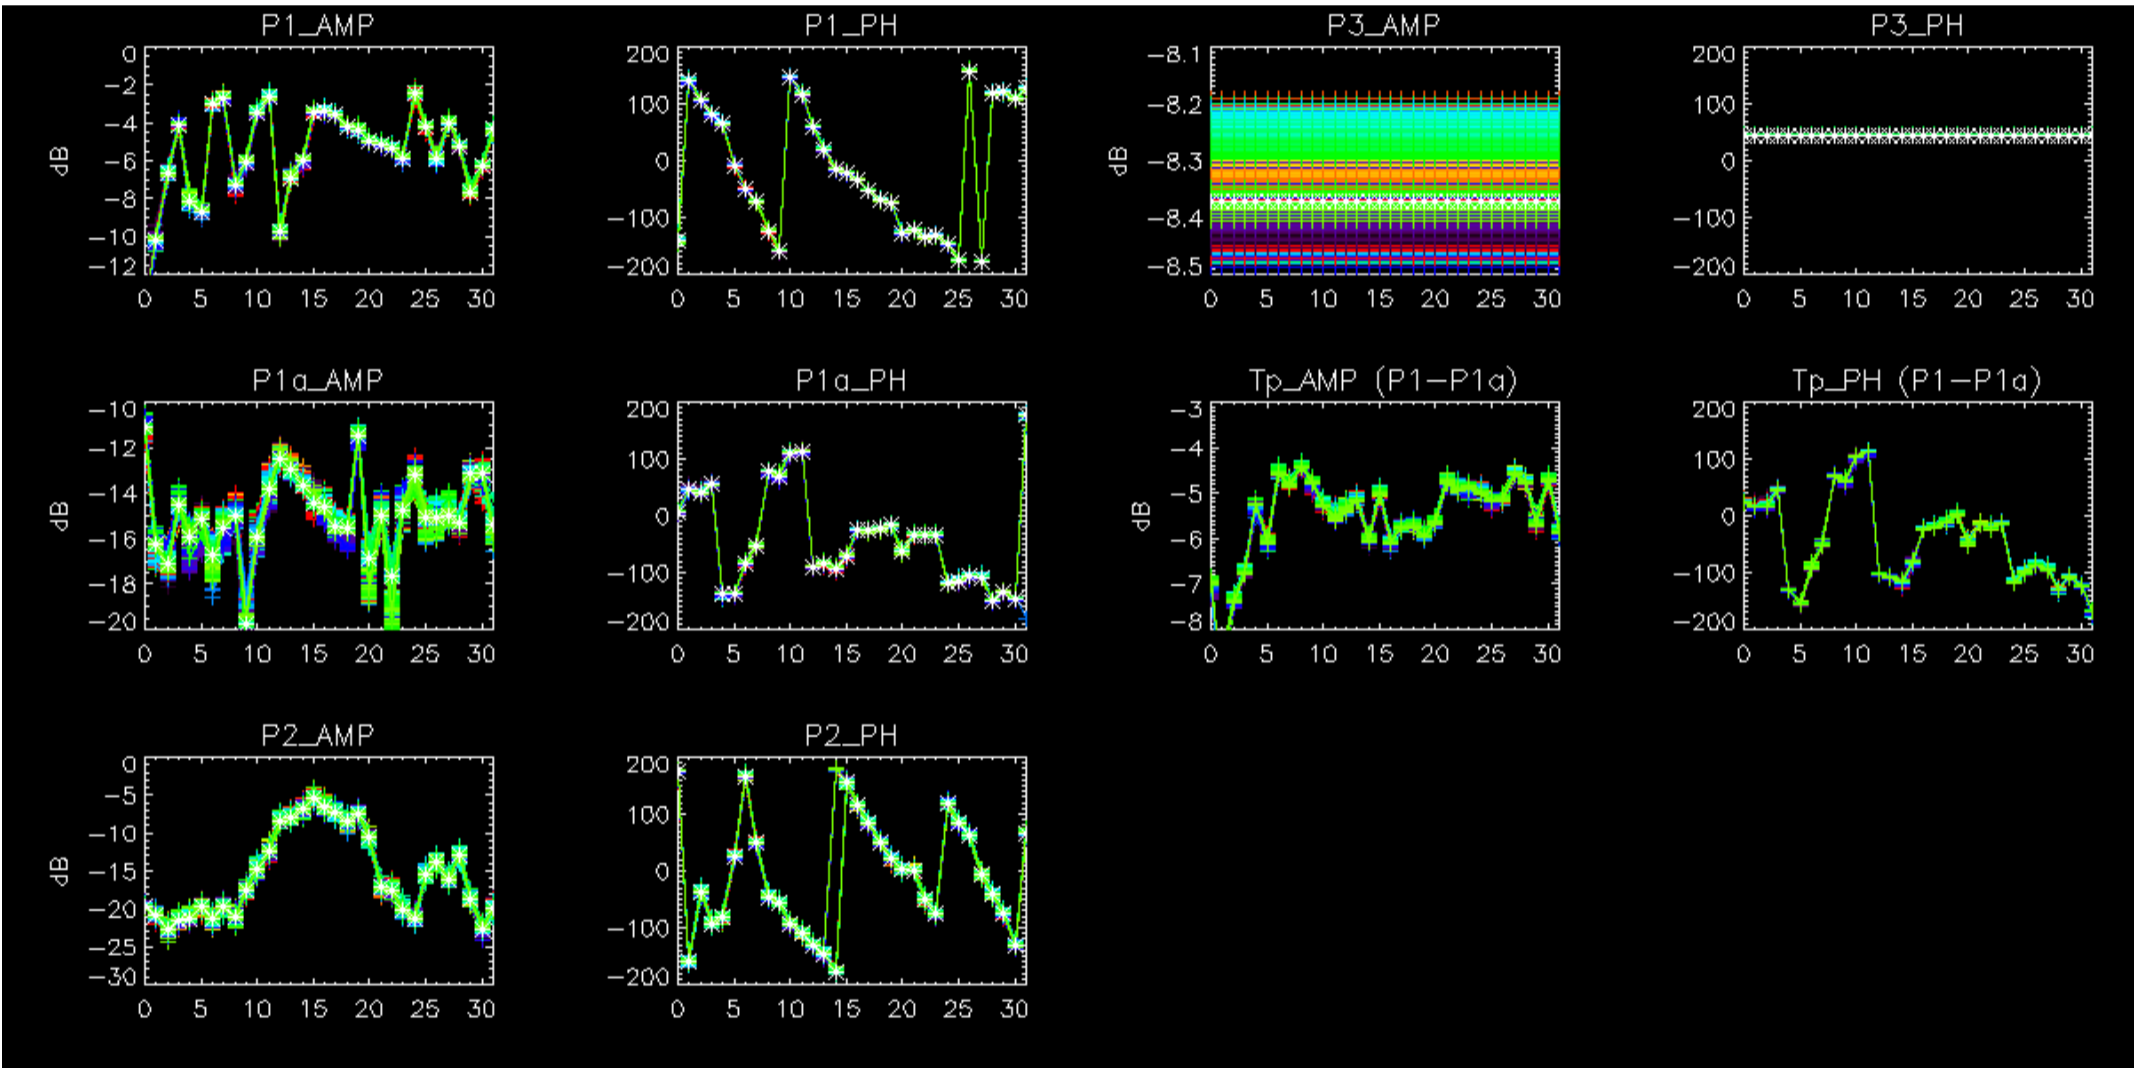 P1_AMP
0
-2
-4
-6
-8
-10
-12
dB
0 5 10 15 20 25 30
P1_PH
200
100
0
-100
-200
0 5 10 15 20 25 30
P3_AMP
-8.1
-8.2
-8.3
-8.4
-8.5
dB
0 5 10 15 20 25 30
P3_PH
200
100
0
-100
-200
0 5 10 15 20 25 30
P1a_AMP
-10
-12
-14
-16
-18
-20
dB
0 5 10 15 20 25 30
P1a_PH
200
100
0
-100
-200
0 5 10 15 20 25 30
Tp_AMP (P1-P1a)
-3
-4
-5
-6
-7
-8
dB
0 5 10 15 20 25 30
Tp_PH (P1-P1a)
200
100
0
-100
-200
0 5 10 15 20 25 30
P2_AMP
0
-5
-10
-15
-20
-25
-30
dB
0 5 10 15 20 25 30
P2_PH
200
100
0
-100
-200
0 5 10 15 20 25 30